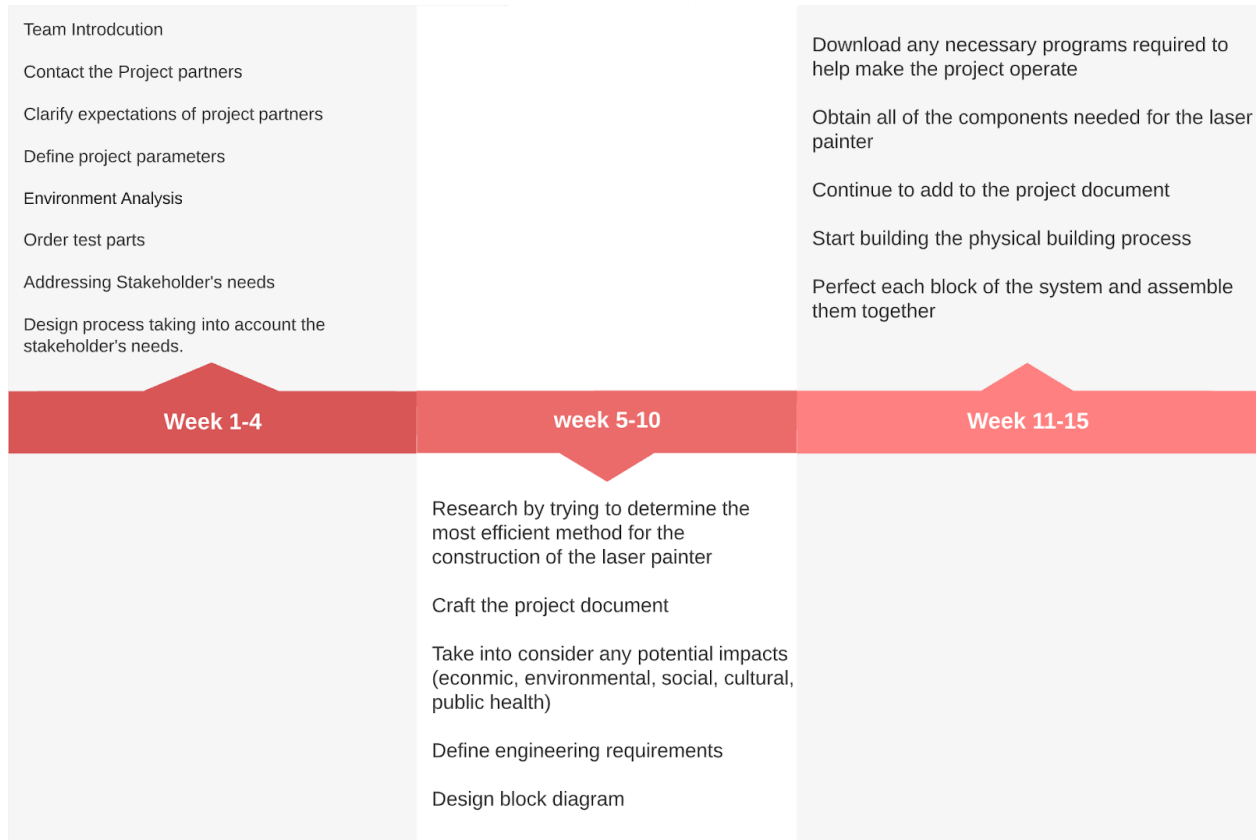 Team Introdcution
Contact the Project partners
Clarify expectations of project partners
Define project parameters
Environment Analysis
Order test parts
Addressing Stakeholder's needs
Design process taking into account the
stakeholder's needs.
Week 1-4
week 5-10
Research by trying to determine the
most efficient method for the
construction of the laser painter
Craft the project document
Take into consider any potential impacts
(econmic, environmental, social, cultural,
public health)
Define engineering requirements
Design block diagram
Download any necessary programs required to
help make the project operate
Obtain all of the components needed for the laser
painter
Continue to add to the project document
Start building the physical building process
Perfect each block of the system and assemble
them together
Week 11-15